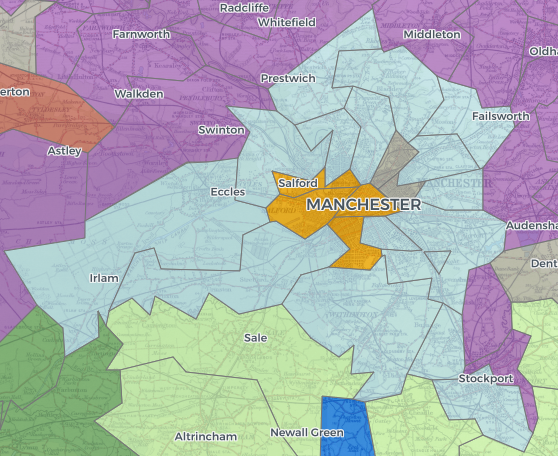 Radcliffe
Whitefield
Farnworth
Middleton
Oldha
Prestwich
erton
Walkden
Failsworth
Swinton
Astley
Salford
Eccles
MANCHESTER
Audensha
Dent
Irlam
Sale
Stockport
Altrincham
Newall Green